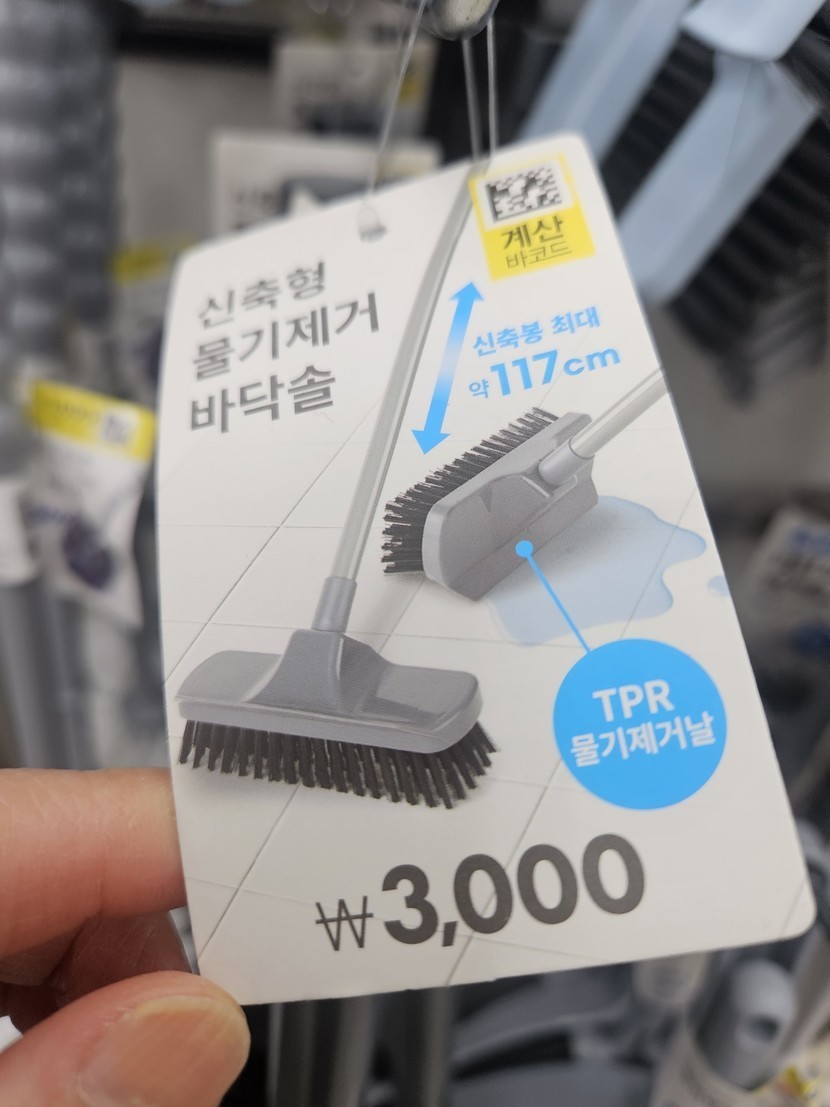 계산
바코드
신축형
물기제거
바닥솔
신축봉 최대
약 117cm
TPR
물기제거날
₩3,000